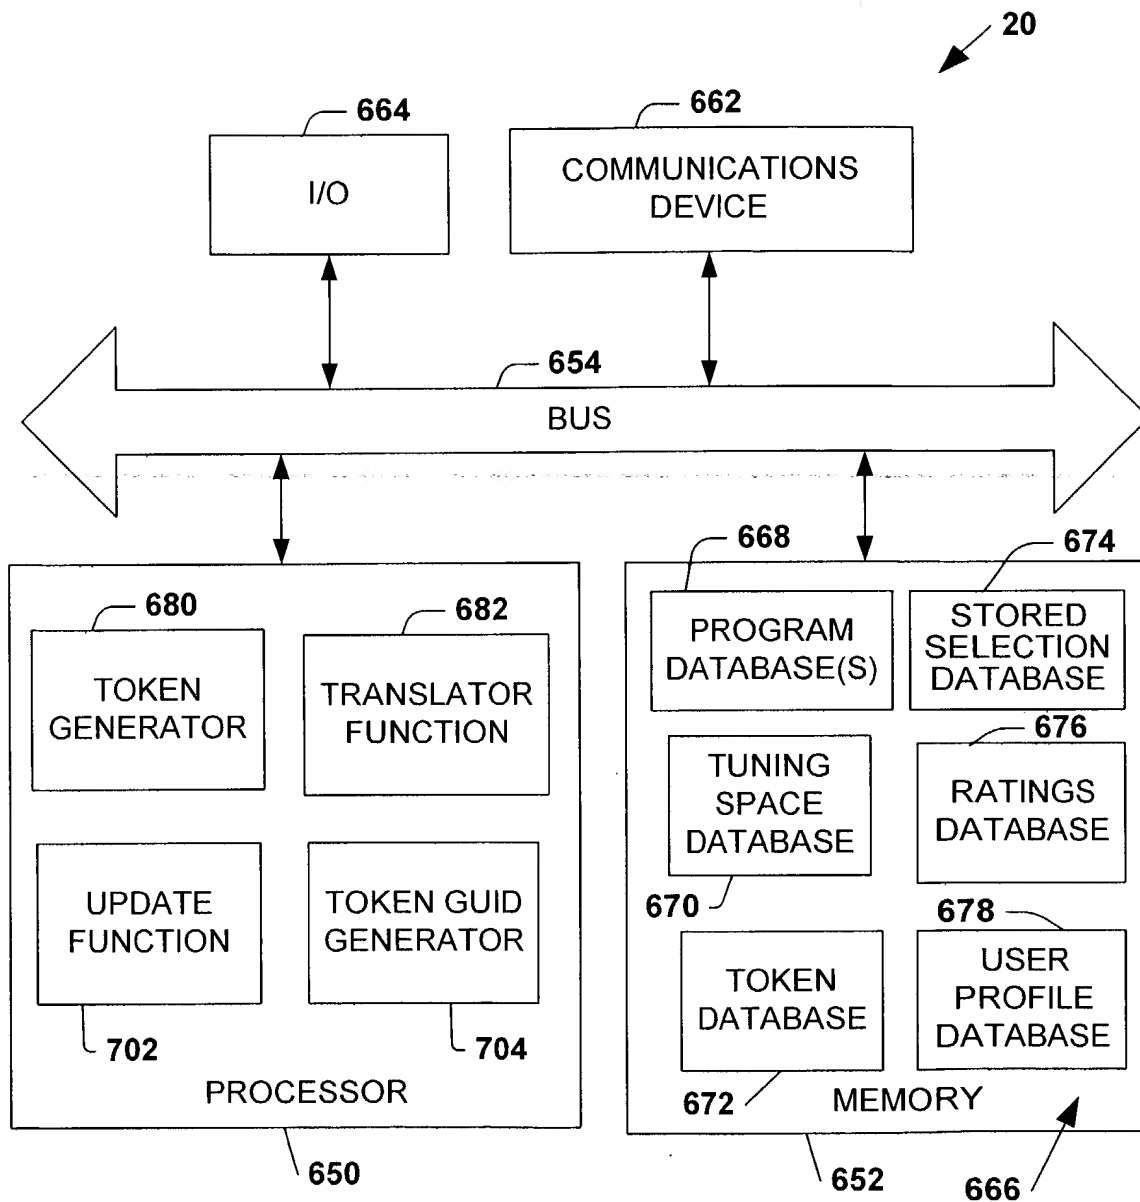 20
664
662
I/O
COMMUNICATIONS
DEVICE
654
BUS
668
674
680
682
PROGRAM
DATABASE(S)
STORED
SELECTION
DATABASE
TOKEN
GENERATOR
TRANSLATOR
FUNCTION
676
TUNING
SPACE
DATABASE
RATINGS
DATABASE
670
678
UPDATE
FUNCTION
TOKEN GUID
GENERATOR
TOKEN
DATABASE
USER
PROFILE
DATABASE
702
704
672
PROCESSOR
MEMORY
650
652
666